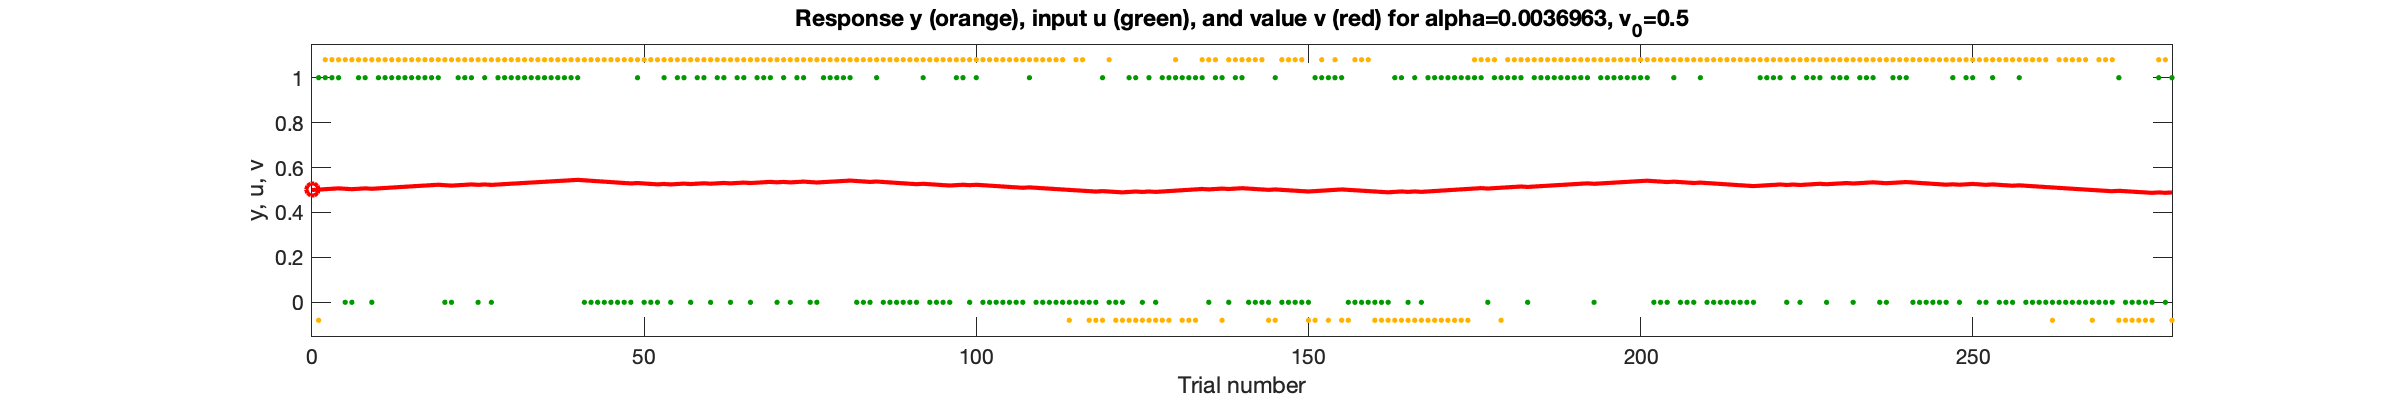 Response y (orange), input u (green), and value v (red) for alpha=0.0036963, v_0=0.5
y, u, v
1
0.8
0.6
0.4
0.2
0
0 50 100 150 200 250
Trial number